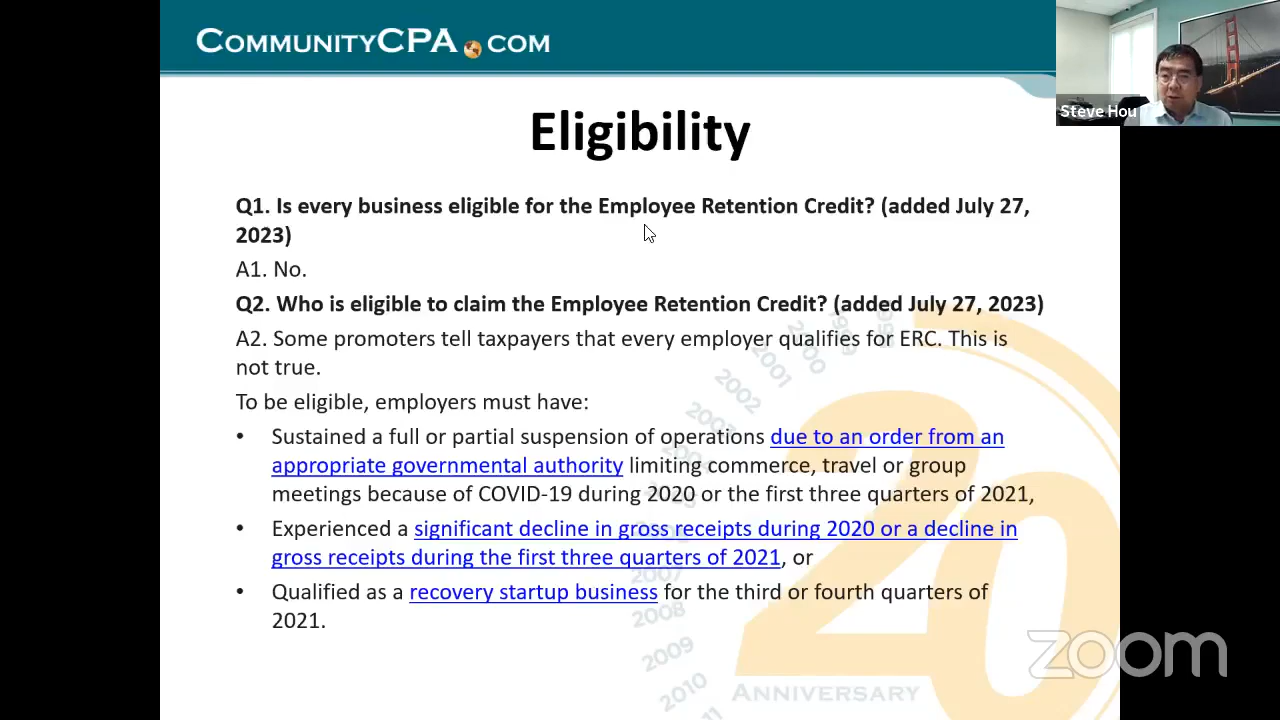 COMMUNITYCPA.COM
Steve Hou
Eligibility
Q1. Is every business eligible for the Employee Retention Credit? (added July 27,
2023)
A1. No.
Q2. Who is eligible to claim the Employee Retention Credit? (added July 27, 2023)
A2. Some promoters tell taxpayers that every employer qualifies for ERC. This is
not true.
To be eligible, employers must have:
• Sustained a full or partial suspension of operations due to an order from an
appropriate governmental authority limiting commerce, travel or group
meetings because of COVID-19 during 2020 or the first three quarters of 2021,
• Experienced a significant decline in gross receipts during 2020 or a decline in
gross receipts during the first three quarters of 2021, or
• Qualified as a recovery startup business for the third or fourth quarters of
2021.
1999
2000
2001
2002
2003
2007
2008
2009
2010
20
ANNIVERSARY
zoom